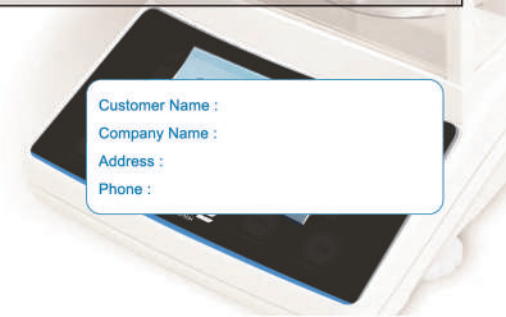 Customer Name :
Company Name :
Address :
Phone :